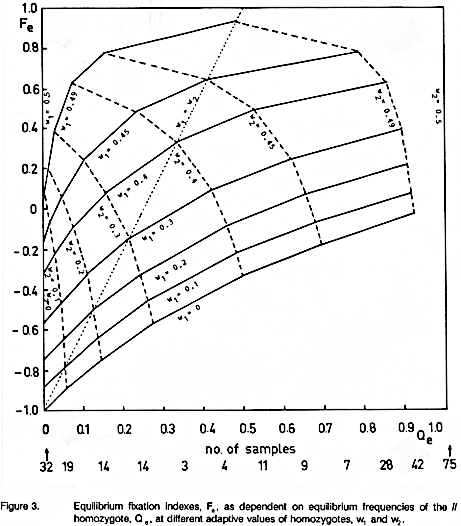 1.0
Fe
0.8
0.6
0.4
0.2
0
−0.2
−0.4
−0.6
−0.8
−1.0
w1 = 0.5
w1 = 0.49
w1 = 0.45
w1 = 0.4
w1 = 0.3
w1 = 0.2
w1 = 0.1
w1 = 0
w2 = 0.5
w2 = 0.49
w2 = 0.45
w2 = 0.4
w2 = 0.3
w2 = 0.2
0 0.1 0.2 0.3 0.4 0.5 0.6 0.7 0.8 0.9 Qe 1.0
no. of samples
32 19 14 14 3 4 11 9 7 28 42 75
Figure 3. Equilibrium fixation indexes, Fe, as dependent on equilibrium frequencies of the II
homozygote, Qe, at different adaptive values of homozygotes, w1 and w2.